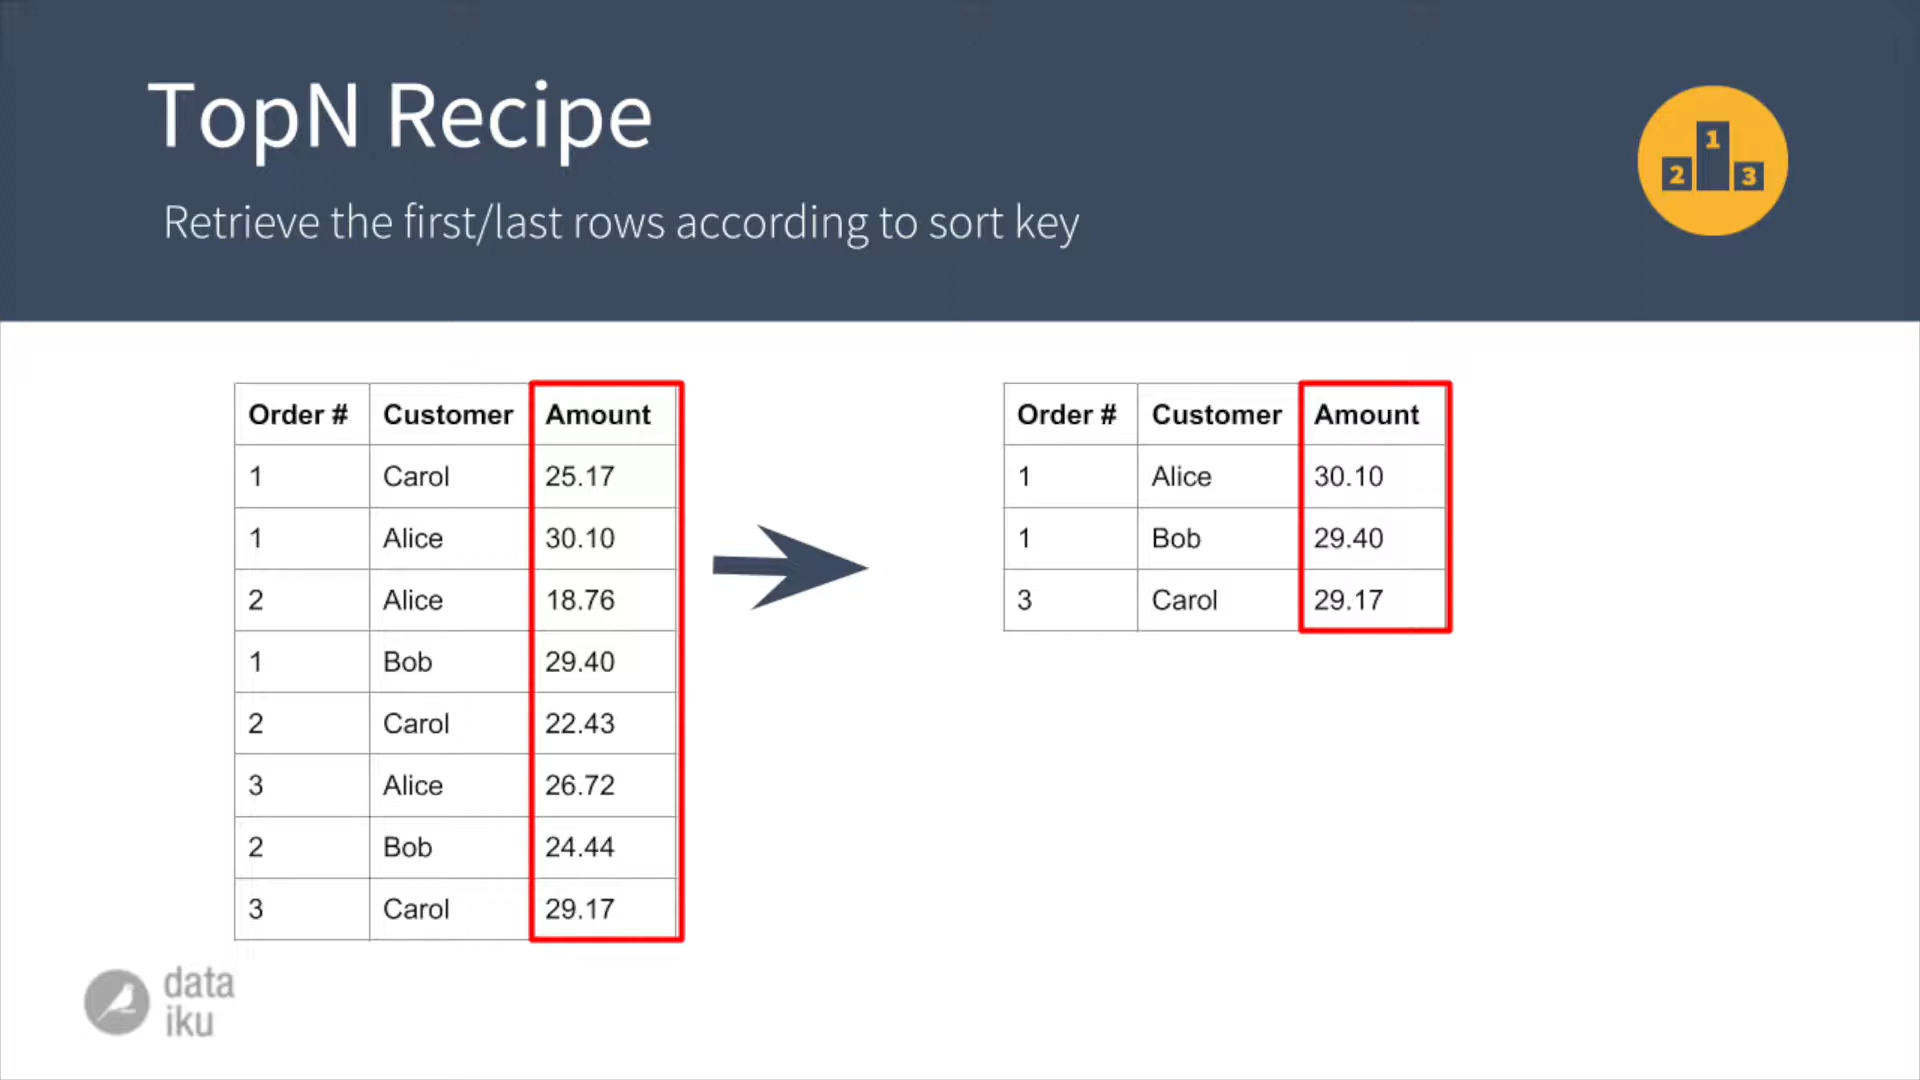 TopN Recipe
Retrieve the first/last rows according to sort key
1
2
3
Order # Customer Amount
1 Carol 25.17
1 Alice 30.10
2 Alice 18.76
1 Bob 29.40
2 Carol 22.43
3 Alice 26.72
2 Bob 24.44
3 Carol 29.17
Order # Customer Amount
1 Alice 30.10
1 Bob 29.40
3 Carol 29.17
data
iku